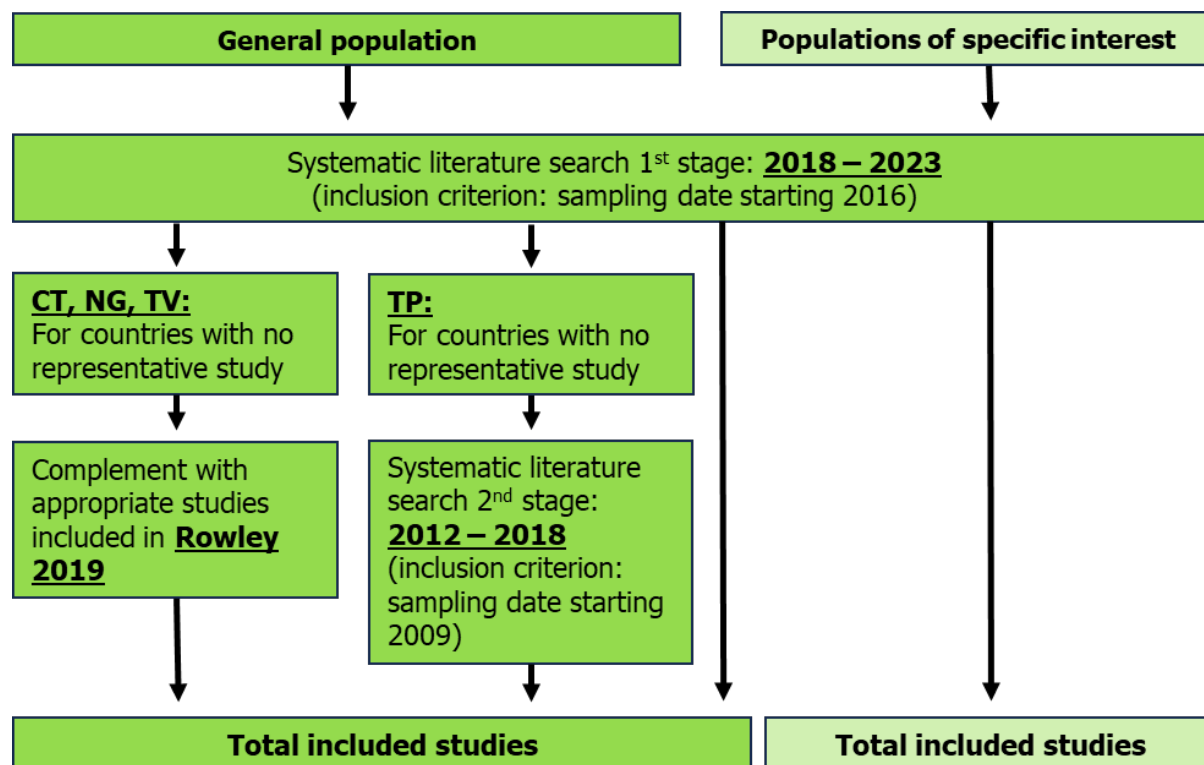 General population
Populations of specific interest
Systematic literature search 1st stage: 2018 – 2023
(inclusion criterion: sampling date starting 2016)
CT, NG, TV:
For countries with no
representative study
TP:
For countries with no
representative study
Complement with
appropriate studies
included in Rowley
2019
Systematic literature
search 2nd stage:
2012 – 2018
(inclusion criterion:
sampling date starting
2009)
Total included studies
Total included studies